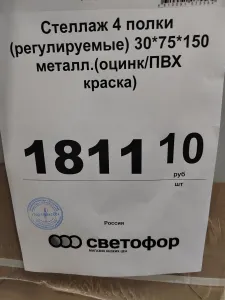 Стеллаж 4 полки
(регулируемые) 30*75*150
металл.(оцинк/ПВХ
краска)
1811 10
руб
шт
Россия
светофор